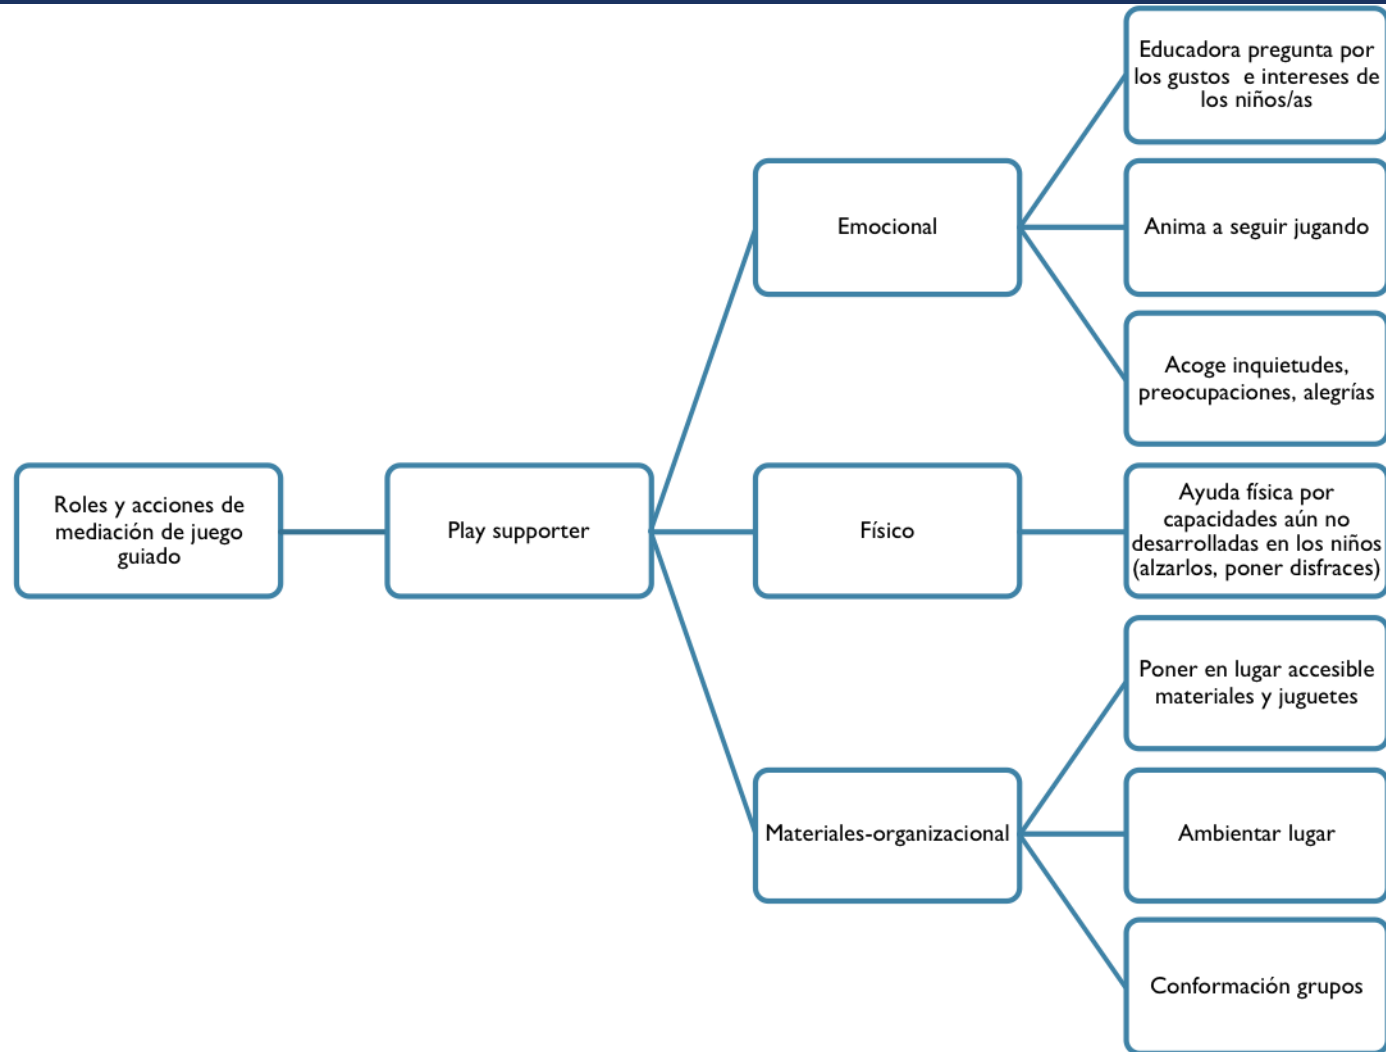 Roles y acciones de
mediación de juego
guiado
Play supporter
Emocional
Educadora pregunta por
los gustos e intereses de
los niños/as
Anima a seguir jugando
Acoge inquietudes,
preocupaciones, alegrías
Físico
Ayuda física por
capacidades aún no
desarrolladas en los niños
(alzarlos, poner disfraces)
Materiales-organizacional
Poner en lugar accesible
materiales y juguetes
Ambientar lugar
Conformación grupos